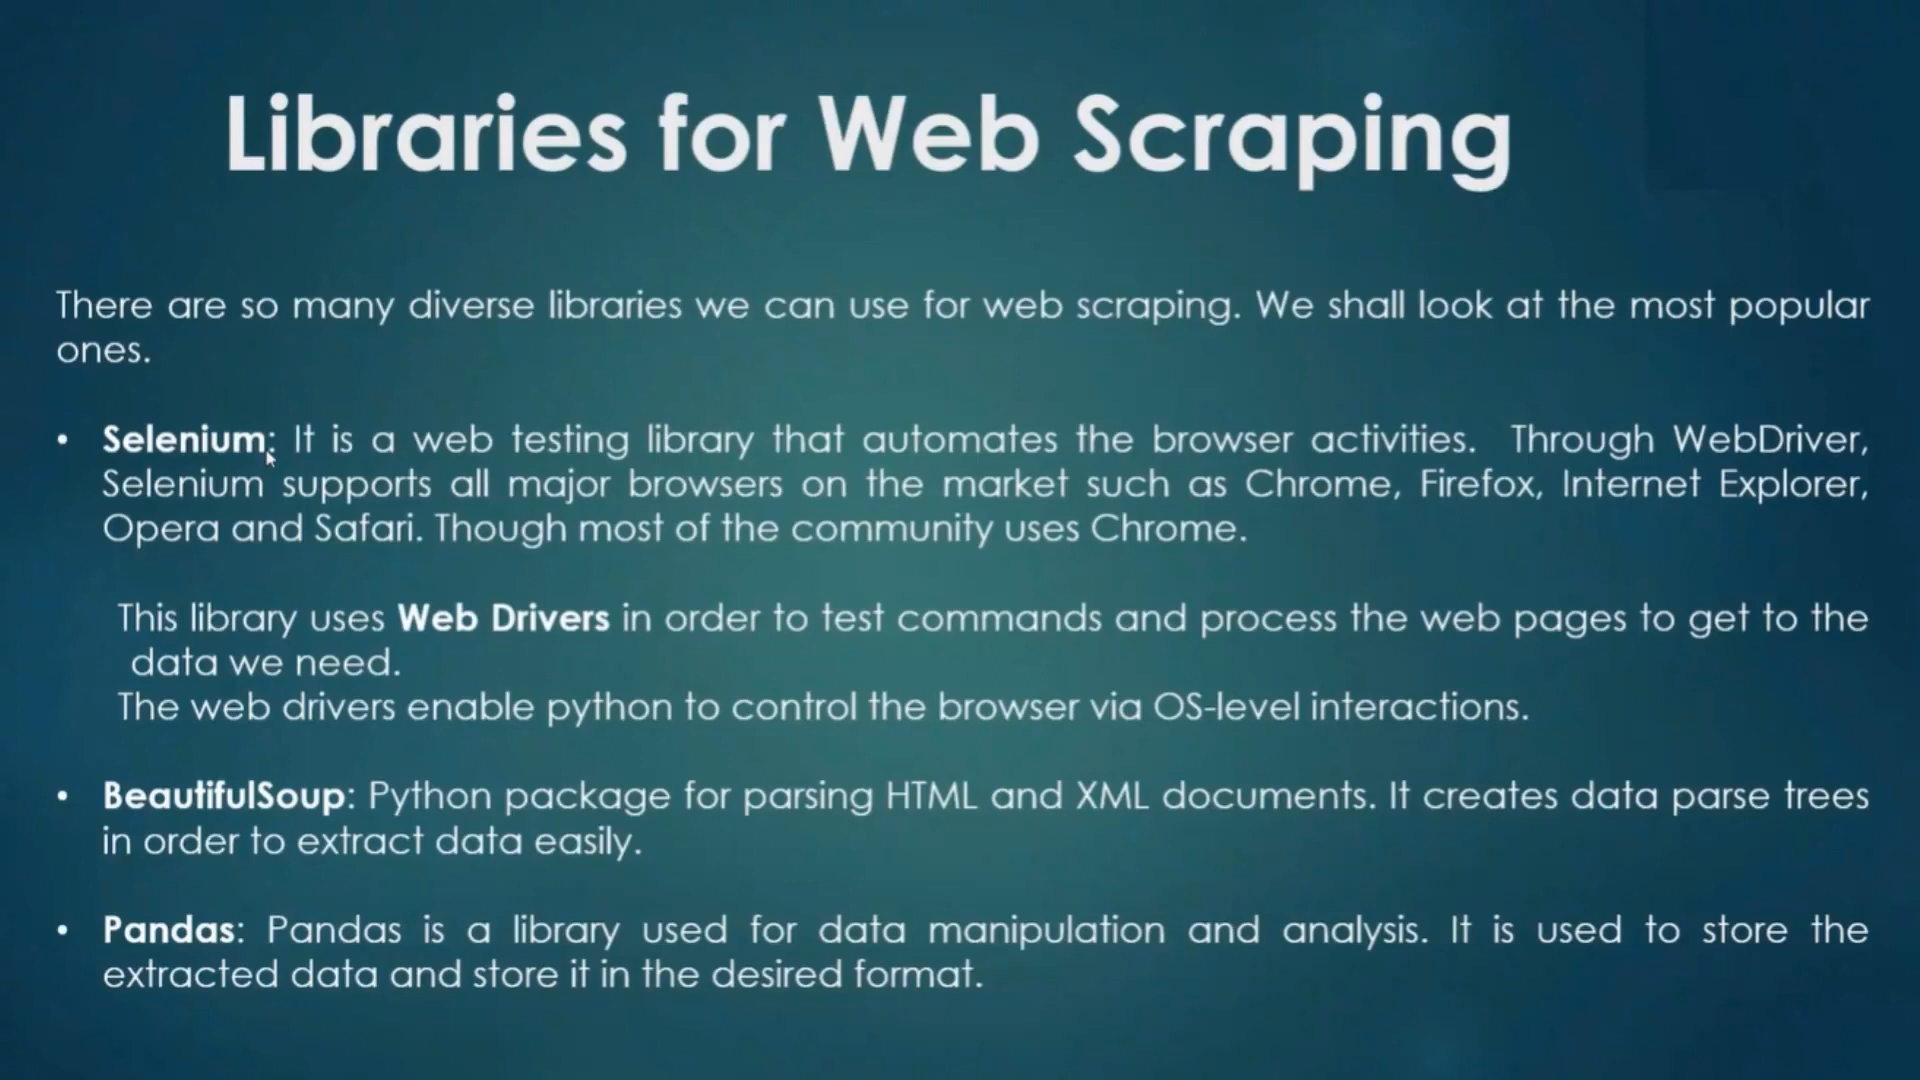 Libraries for Web Scraping
There are so many diverse libraries we can use for web scraping. We shall look at the most popular
ones.
• Selenium: It is a web testing library that automates the browser activities. Through WebDriver,
Selenium supports all major browsers on the market such as Chrome, Firefox, Internet Explorer,
Opera and Safari. Though most of the community uses Chrome.
This library uses Web Drivers in order to test commands and process the web pages to get to the
data we need.
The web drivers enable python to control the browser via OS-level interactions.
• BeautifulSoup: Python package for parsing HTML and XML documents. It creates data parse trees
in order to extract data easily.
• Pandas: Pandas is a library used for data manipulation and analysis. It is used to store the
extracted data and store it in the desired format.